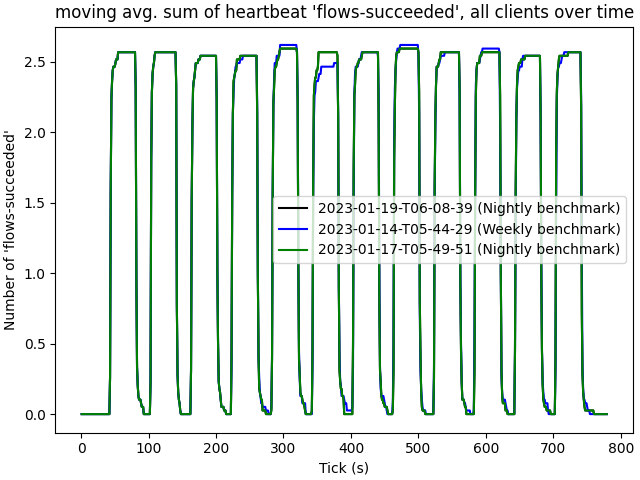 moving avg. sum of heartbeat 'flows-succeeded', all clients over time
Number of 'flows-succeeded'
2.5
2.0
1.5
1.0
0.5
0.0
2023-01-19-T06-08-39 (Nightly benchmark)
2023-01-14-T05-44-29 (Weekly benchmark)
2023-01-17-T05-49-51 (Nightly benchmark)
0 100 200 300 400 500 600 700 800
Tick (s)